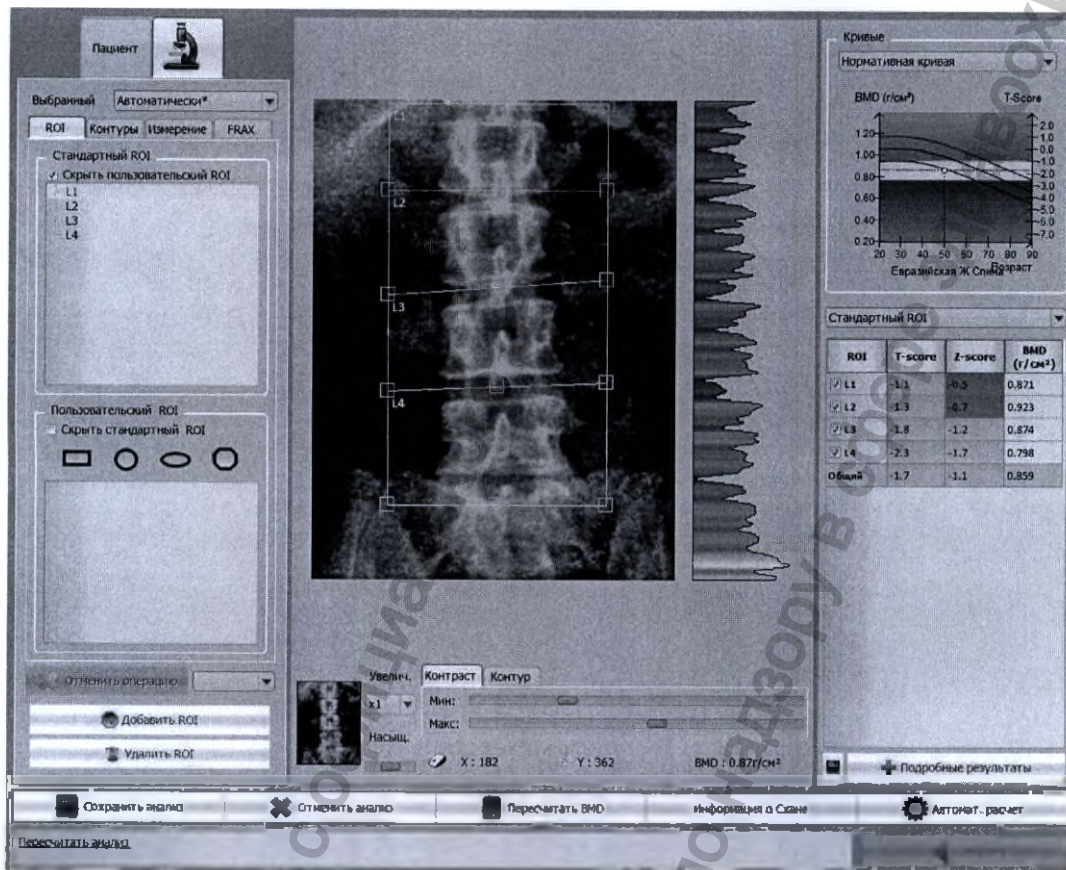 Пациент
Выбранный Автоматически*
ROI Контуры Измерение FRAX
Стандартный ROI
Скрыть пользовательский ROI
L1
L2
L3
L4
Пользовательский ROI
Скрыть стандартный ROI
Отменить операцию
Добавить ROI
Удалить ROI
L1
L2
L3
L4
Увелич.
x1
Насыщ.
Контраст Контур
Мин:
Макс:
X : 182 Y : 362 BMD : 0.87г/см²
Кривые
Нормативная кривая
BMD (г/см²) T-Score
1.20
1.00
0.80
0.60
0.40
0.20
2.0
1.0
0.0
-1.0
-2.0
-3.0
-4.0
-5.0
-6.0
-7.0
20 30 40 50 60 70 80 90
Возраст
Евразийская Ж Спина
Стандартный ROI
ROI T-score Z-score BMD (г/см²)
L1 -1.1 -0.5 0.871
L2 -1.3 -0.7 0.923
L3 -1.8 -1.2 0.874
L4 -2.3 -1.7 0.798
Общий -1.7 -1.1 0.859
Подробные результаты
Сохранить анализ Отменить анализ Пересчитать BMD Информация о Скане Автомат. расчет
Пересчитать анализ
надзору в сфере